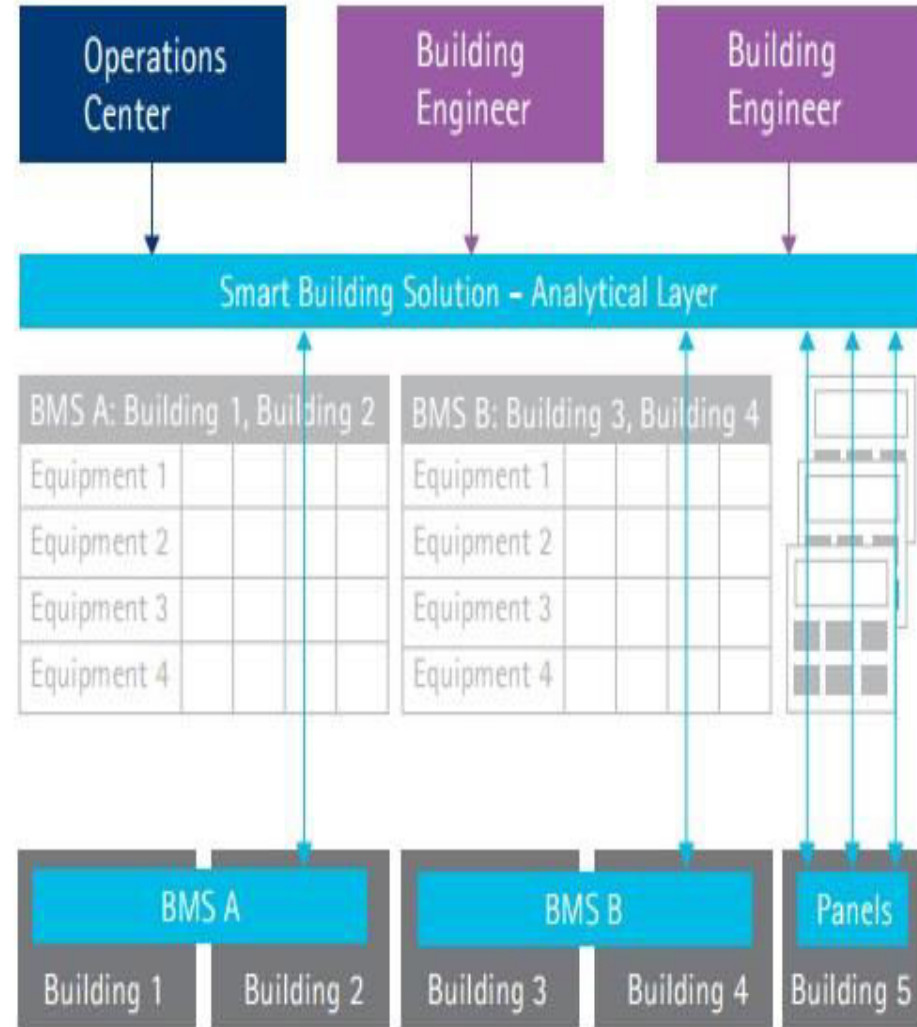 Operations
Center
Building
Engineer
Building
Engineer
Smart Building Solution – Analytical Layer
BMS A: Building 1, Building 2
Equipment 1
Equipment 2
Equipment 3
Equipment 4
BMS B: Building 3, Building 4
Equipment 1
Equipment 2
Equipment 3
Equipment 4
BMS A
BMS B
Panels
Building 1
Building 2
Building 3
Building 4
Building 5